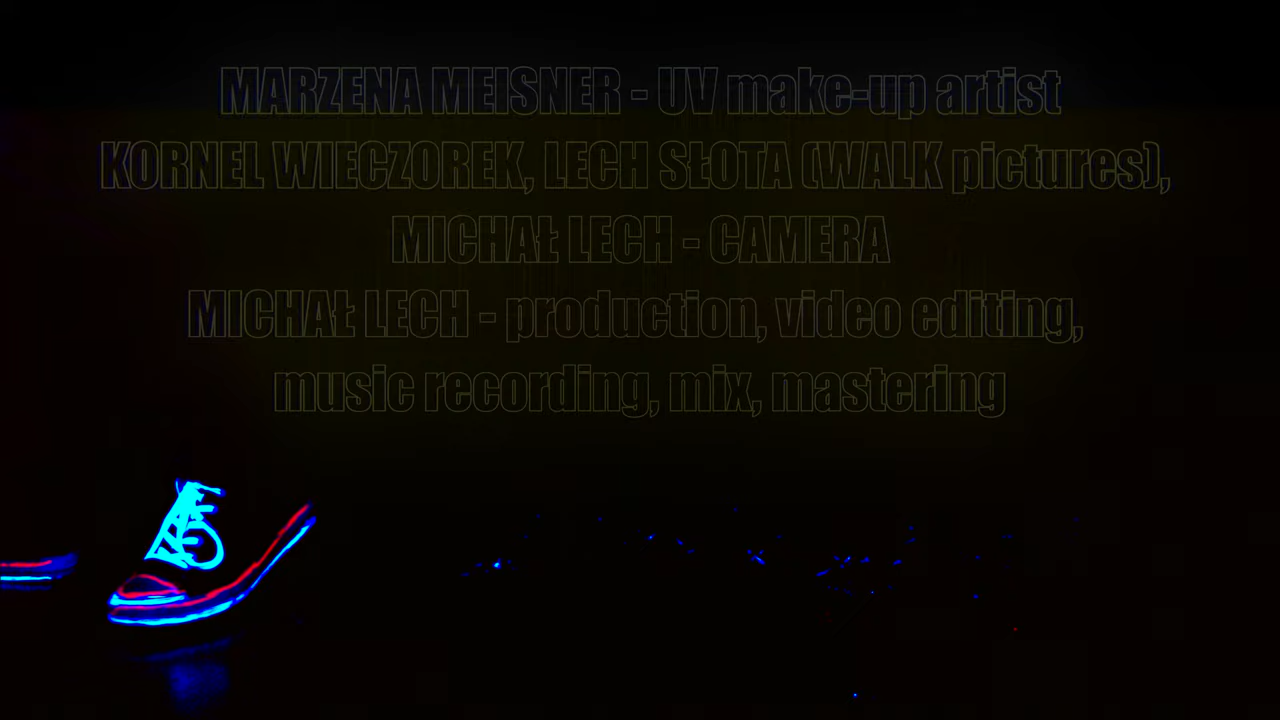 MARZENA MEISNER - UV make-up artist
KORNEL WIECZOREK, LECH SŁOTA (WALK pictures),
MICHAŁ LECH - CAMERA
MICHAŁ LECH - production, video editing,
music recording, mix, mastering